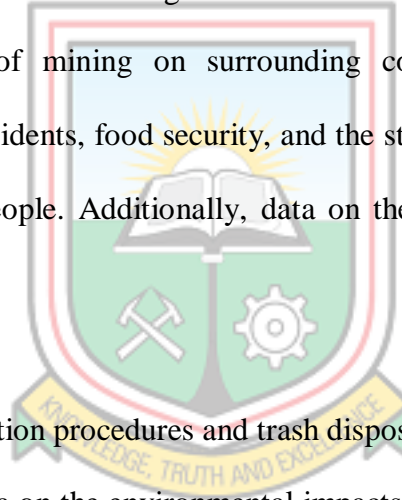 of mining on surrounding co
idents, food security, and the st
eople. Additionally, data on the
tion procedures and trash dispos
on the environmental impacts
KNOWLEDGE, TRUTH AND EXCELLENCE